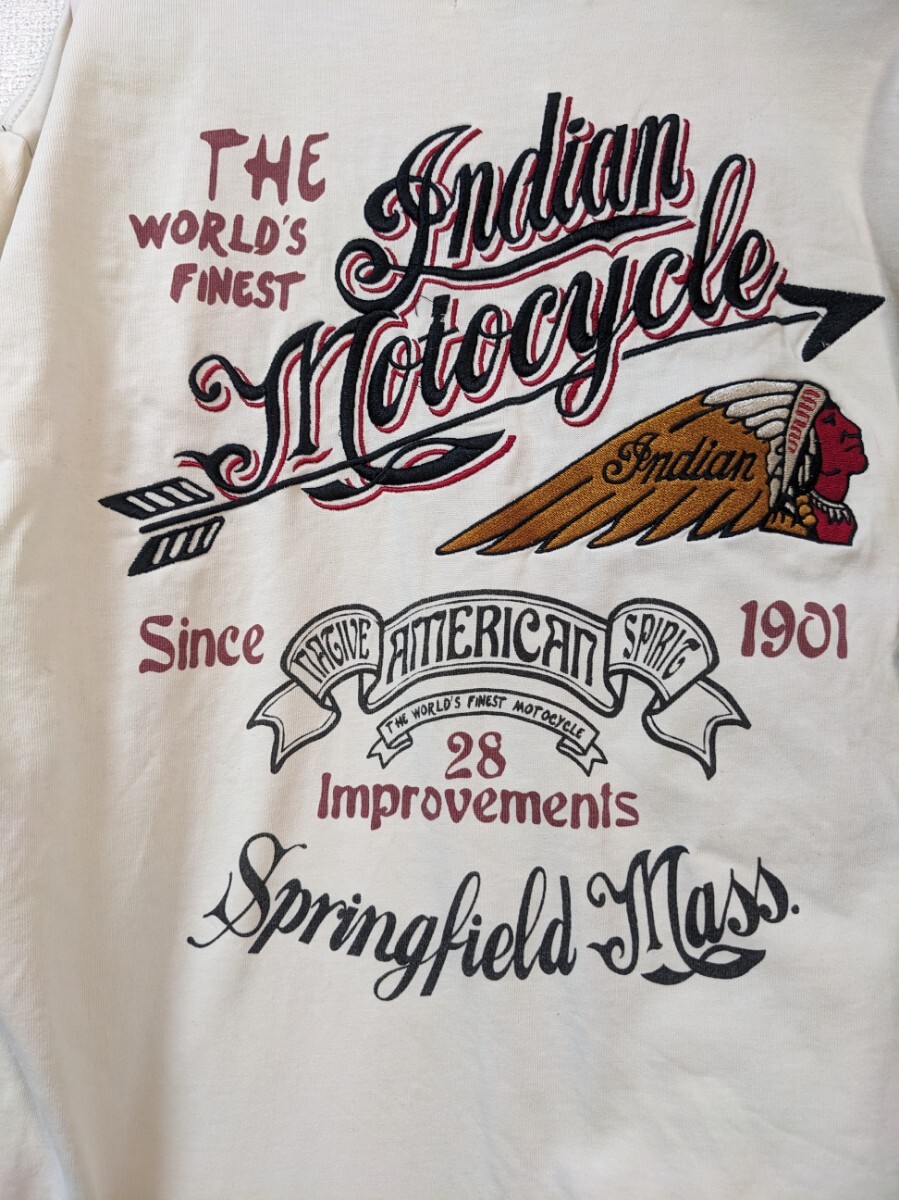 THE
WORLD'S
FINEST
Indian
Motocycle
Indian
Since
NATIVE AMERICAN SPIRIT
1901
THE WORLD'S FINEST MOTOCYCLE
28
Improvements
Springfield Mass.